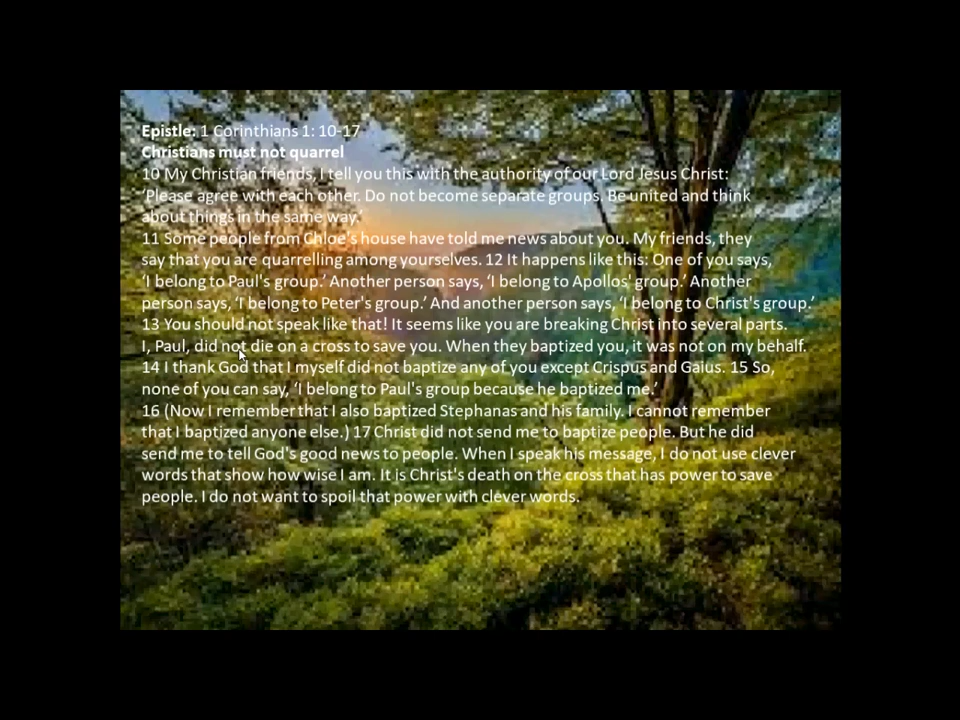 Epistle: 1 Corinthians 1: 10-17
Christians must not quarrel
10 My Christian friends, I tell you this with the authority of our Lord Jesus Christ:
‘Please agree with each other. Do not become separate groups. Be united and think
about things in the same way.’
11 Some people from Chloe's house have told me news about you. My friends, they
say that you are quarrelling among yourselves. 12 It happens like this: One of you says,
‘I belong to Paul's group.’ Another person says, ‘I belong to Apollos' group.’ Another
person says, ‘I belong to Peter's group.’ And another person says, ‘I belong to Christ's group.’
13 You should not speak like that! It seems like you are breaking Christ into several parts.
I, Paul, did not die on a cross to save you. When they baptized you, it was not on my behalf.
14 I thank God that I myself did not baptize any of you except Crispus and Gaius. 15 So,
none of you can say, ‘I belong to Paul's group because he baptized me.’
16 (Now I remember that I also baptized Stephanas and his family. I cannot remember
that I baptized anyone else.) 17 Christ did not send me to baptize people. But he did
send me to tell God's good news to people. When I speak his message, I do not use clever
words that show how wise I am. It is Christ's death on the cross that has power to save
people. I do not want to spoil that power with clever words.